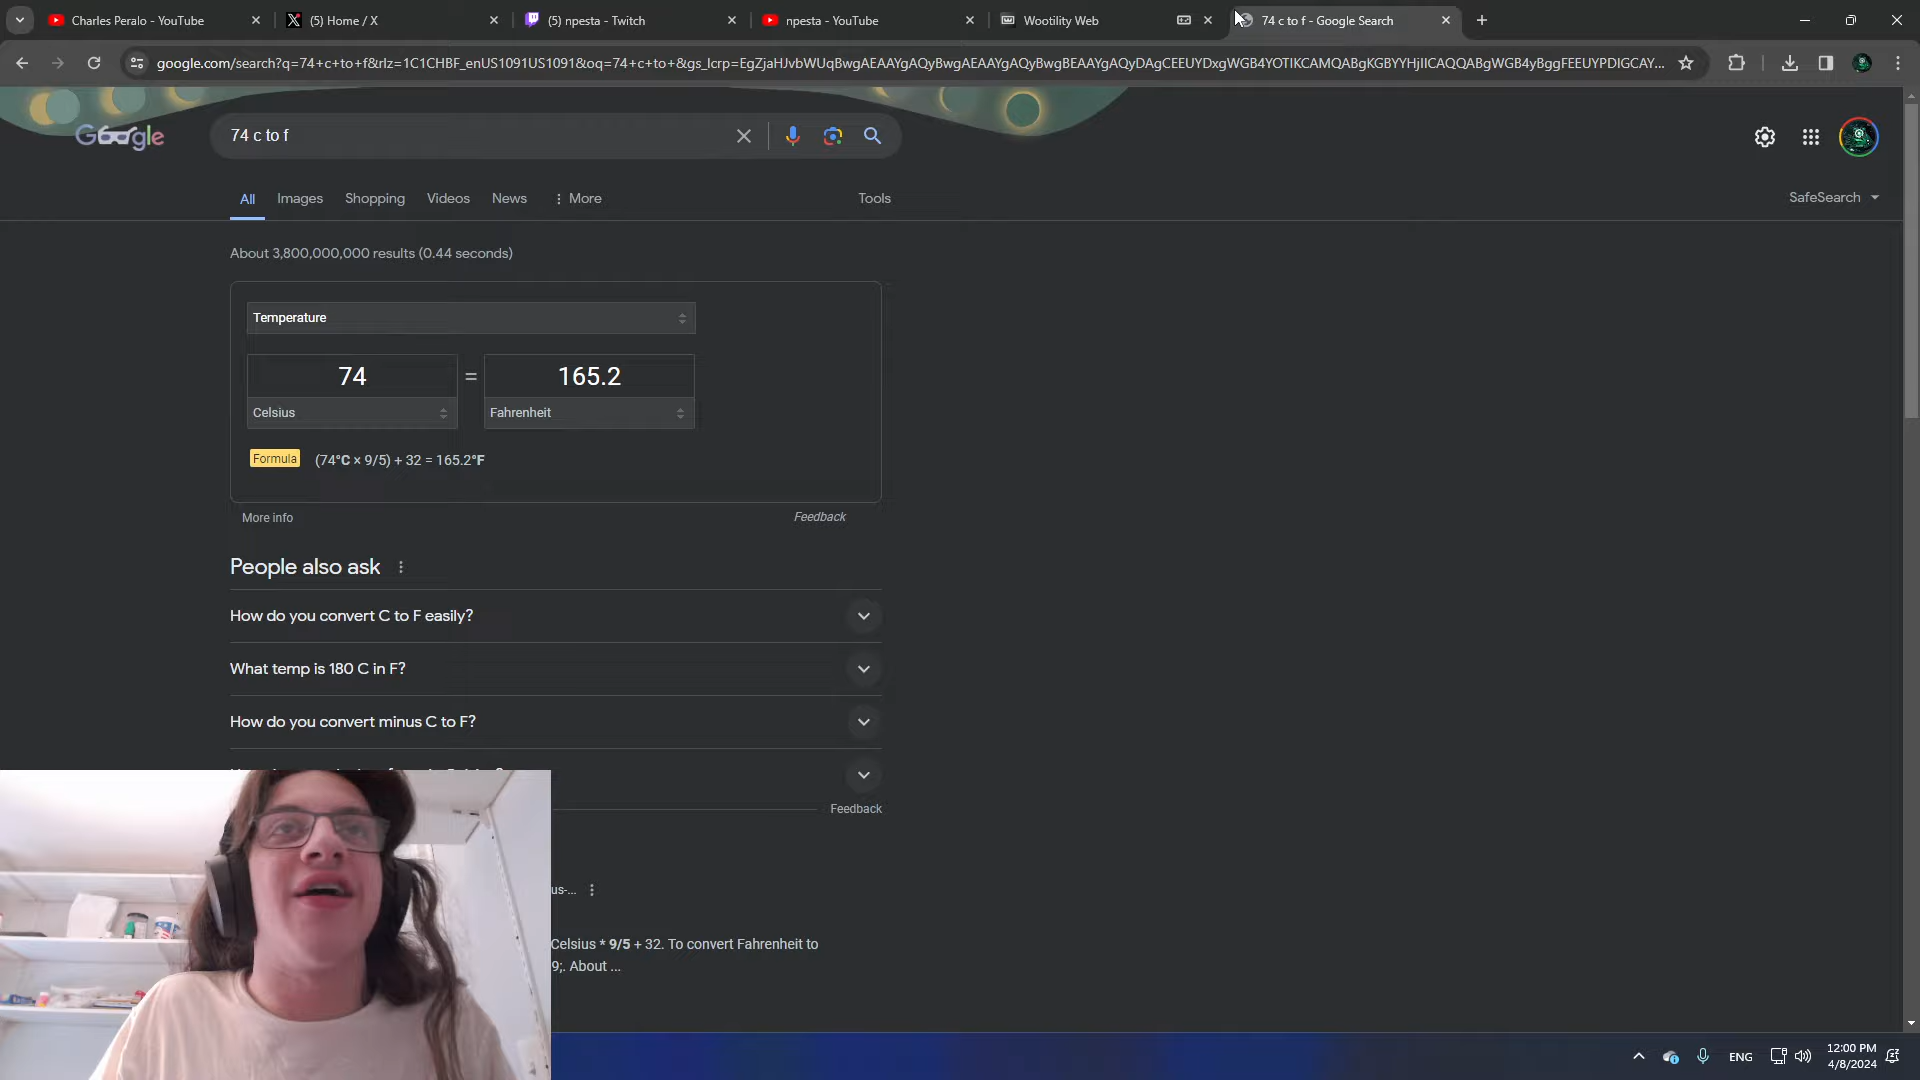 Charles Peralo - YouTube
(5) Home / X
(5) npesta - Twitch
npesta - YouTube
Wootility Web
74 c to f - Google Search
google.com/search?q=74+c+to+f&rlz=1C1CHBF_enUS1091US1091&oq=74+c+to+&gs_lcrp=EgZjaHJvbWUqBwgAEAAYgAQyBwgAEAAYgAQyBwgBEAAYgAQyDAgCEEUYDxgWGB4YOTIKCAMQABgKGBYYHjIICAQQABgWGB4yBggFEEUYPDIGCAY...
Google
74 c to f
All
Images
Shopping
Videos
News
More
Tools
SafeSearch
About 3,800,000,000 results (0.44 seconds)
Temperature
74 = 165.2
Celsius
Fahrenheit
Formula (74°C × 9/5) + 32 = 165.2°F
More info
Feedback
People also ask
How do you convert C to F easily?
What temp is 180 C in F?
How do you convert minus C to F?
Feedback
us-...
Celsius * 9/5 + 32. To convert Fahrenheit to
9;. About ...
ENG
12:00 PM
4/8/2024